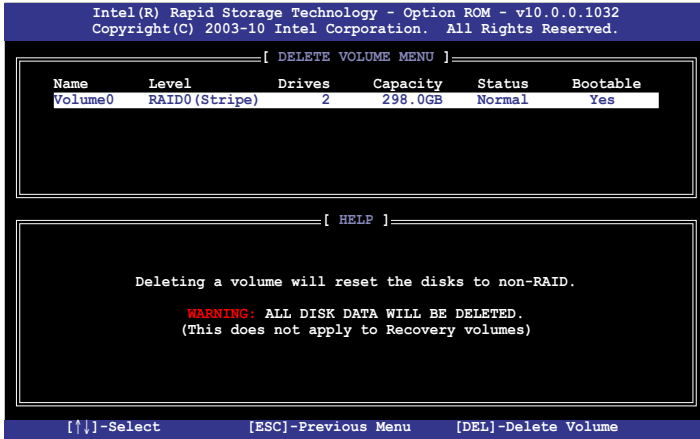 Intel(R) Rapid Storage Technology - Option ROM - v10.0.0.1032
Copyright(C) 2003-10 Intel Corporation. All Rights Reserved.
[ DELETE VOLUME MENU ]
Name Level Drives Capacity Status Bootable
Volume0 RAID0(Stripe) 2 298.0GB Normal Yes
[ HELP ]
Deleting a volume will reset the disks to non-RAID.
WARNING: ALL DISK DATA WILL BE DELETED.
(This does not apply to Recovery volumes)
[↑↓]-Select [ESC]-Previous Menu [DEL]-Delete Volume